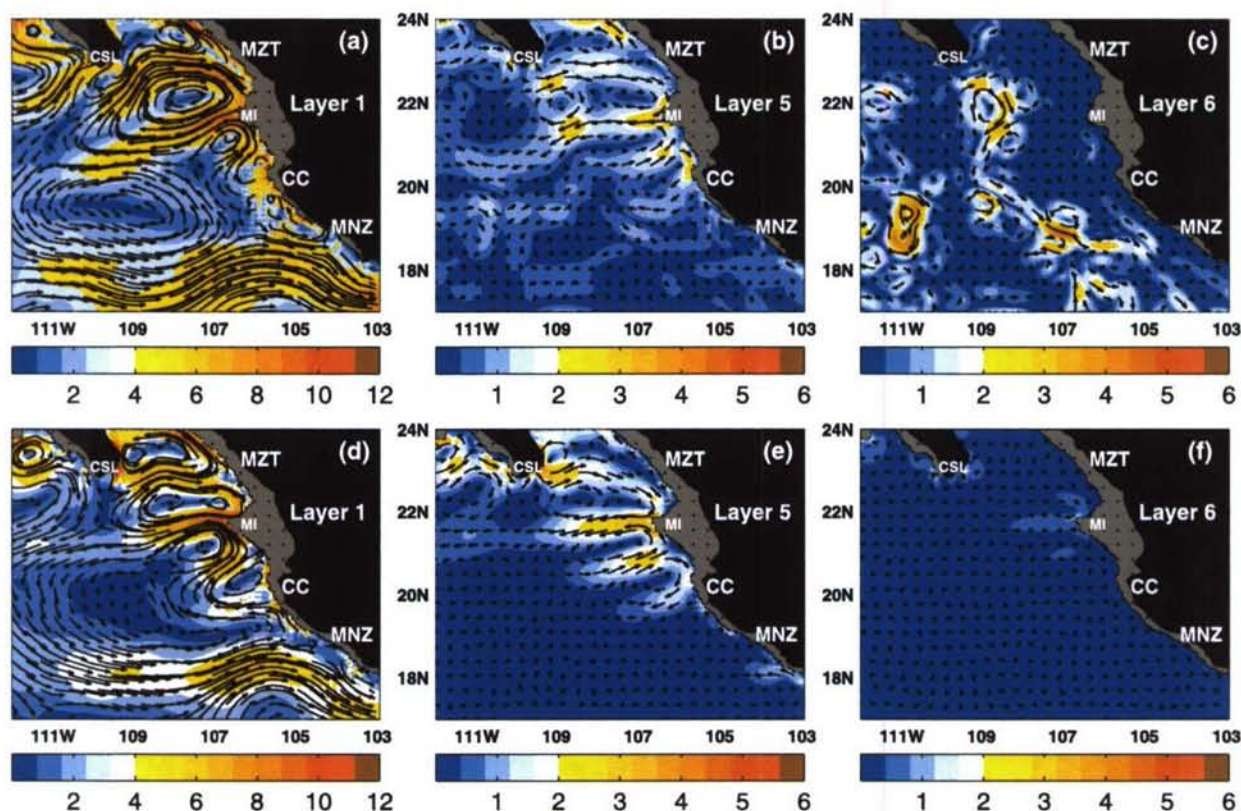 24N
(a)
MZT
CSL
Layer 1
MI
CC
MNZ
111W 109 107 105 103
2 4 6 8 10 12
24N
22N
20N
18N
(b)
MZT
CSL
Layer 5
MI
CC
MNZ
111W 109 107 105 103
1 2 3 4 5 6
24N
22N
20N
18N
(c)
MZT
CSL
Layer 6
MI
CC
MNZ
111W 109 107 105 103
1 2 3 4 5 6
(d)
MZT
CSL
Layer 1
MI
CC
MNZ
111W 109 107 105 103
2 4 6 8 10 12
24N
22N
20N
18N
(e)
MZT
CSL
Layer 5
MI
CC
MNZ
111W 109 107 105 103
1 2 3 4 5 6
24N
22N
20N
18N
(f)
MZT
CSL
Layer 6
MI
CC
MNZ
111W 109 107 105 103
1 2 3 4 5 6